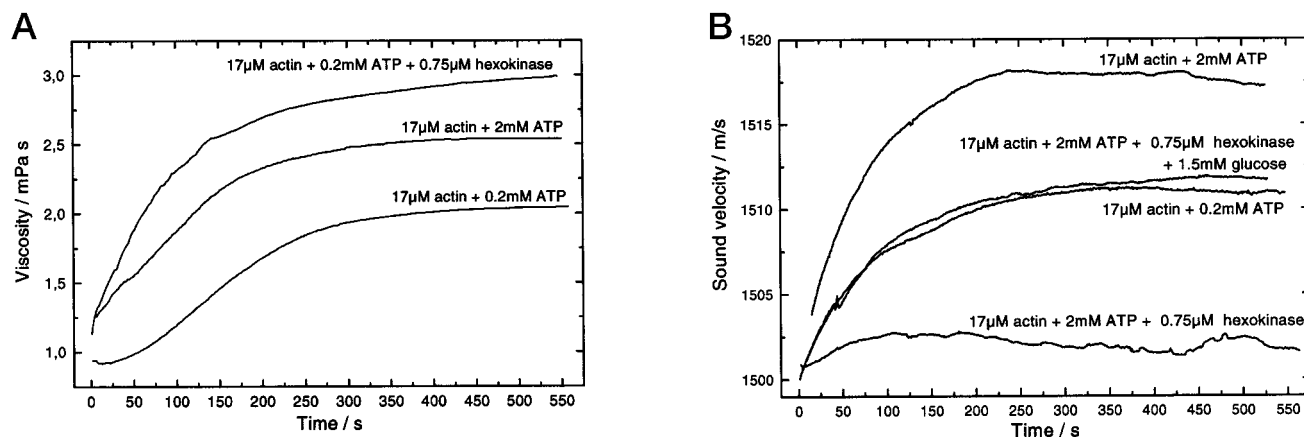 A
17µM actin + 0.2mM ATP + 0.75µM hexokinase
17µM actin + 2mM ATP
17µM actin + 0.2mM ATP
Viscosity / mPa s
3,0
2,5
2,0
1,5
1,0
0 50 100 150 200 250 300 350 400 450 500 550
Time / s
B
17µM actin + 2mM ATP
17µM actin + 2mM ATP + 0.75µM hexokinase
+ 1.5mM glucose
17µM actin + 0.2mM ATP
17µM actin + 2mM ATP + 0.75µM hexokinase
Sound velocity / m/s
1520
1515
1510
1505
1500
0 50 100 150 200 250 300 350 400 450 500 550
Time / s